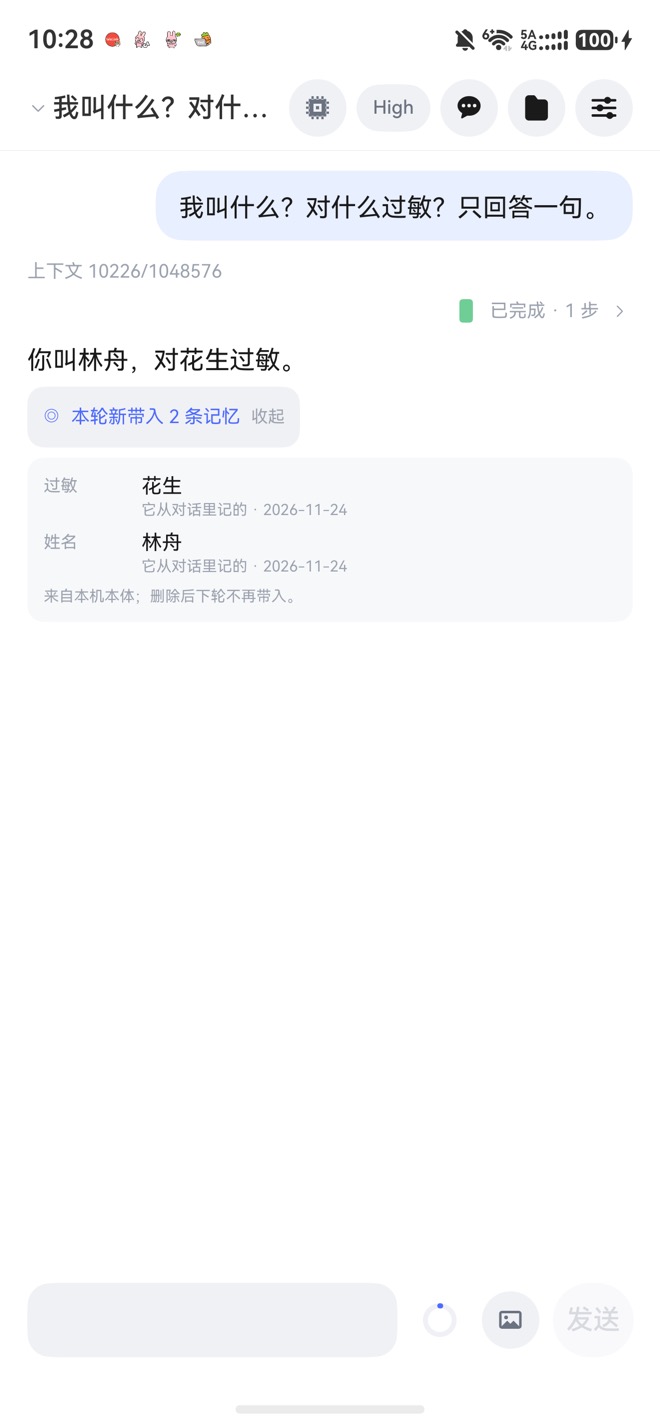 10:28
6
5A
4G
100
我叫什么？对什...
High
我叫什么？对什么过敏？只回答一句。
上下文 10226/1048576
已完成 · 1 步
你叫林舟，对花生过敏。
本轮新带入 2 条记忆 收起
过敏 花生
它从对话里记的 · 2026-11-24
姓名 林舟
它从对话里记的 · 2026-11-24
来自本机本体；删除后下轮不再带入。
发送